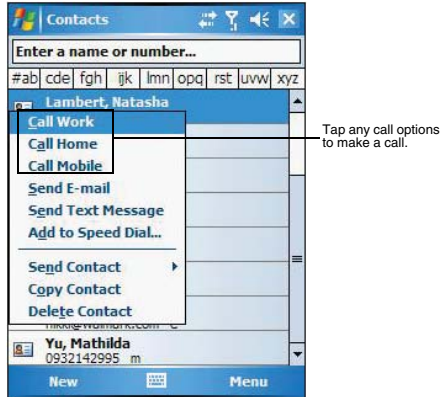 Contacts
Enter a name or number...
#ab cde fgh ijk lmn opq rst uvw xyz
Lambert, Natasha
Call Work
Call Home
Call Mobile
Send E-mail
Send Text Message
Add to Speed Dial...
Send Contact
Copy Contact
Delete Contact
Yu, Mathilda
0932142995 m
New Menu
Tap any call options
to make a call.